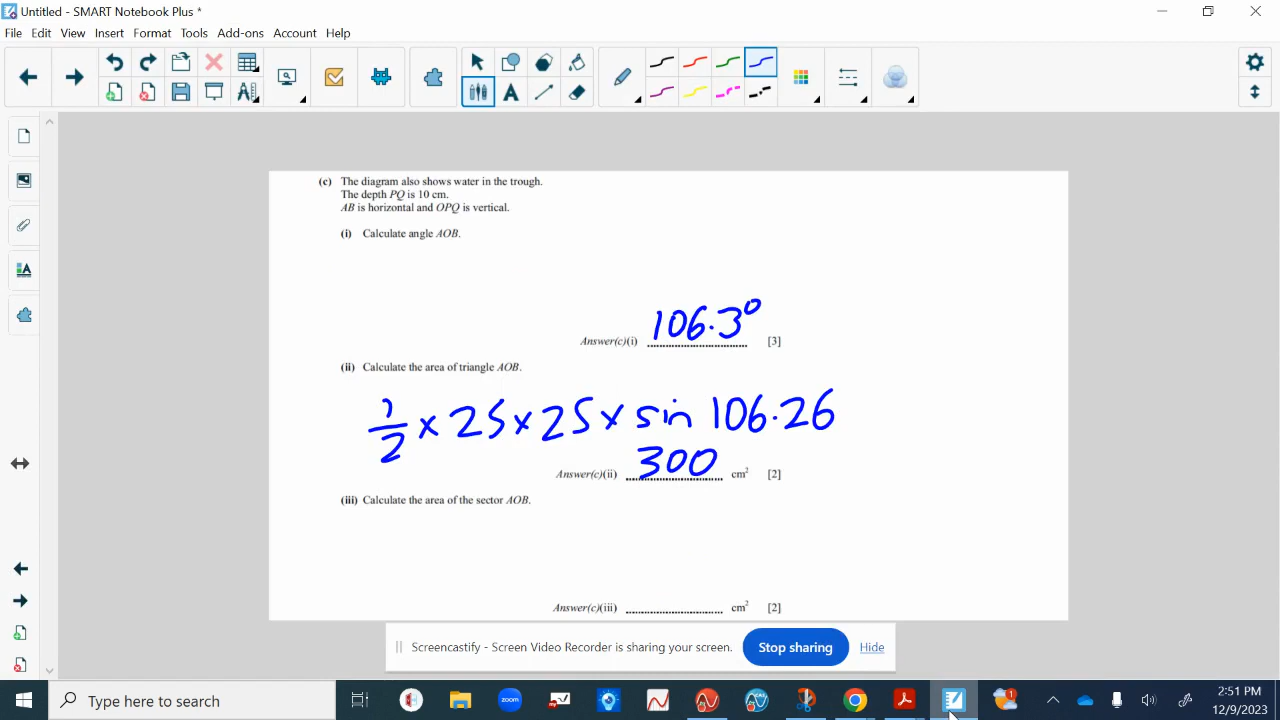 Untitled - SMART Notebook Plus *
File Edit View Insert Format Tools Add-ons Account Help
(c) The diagram also shows water in the trough.
The depth PQ is 10 cm.
AB is horizontal and OPQ is vertical.
(i) Calculate angle AOB.
106.3°
Answer(c)(i) [3]
(ii) Calculate the area of triangle AOB.
1/2 × 25 × 25 × sin 106.26
300
Answer(c)(ii) cm² [2]
(iii) Calculate the area of the sector AOB.
Answer(c)(iii) cm² [2]
Screencastify - Screen Video Recorder is sharing your screen. Stop sharing Hide
Type here to search
zoom
1
2:51 PM
12/9/2023